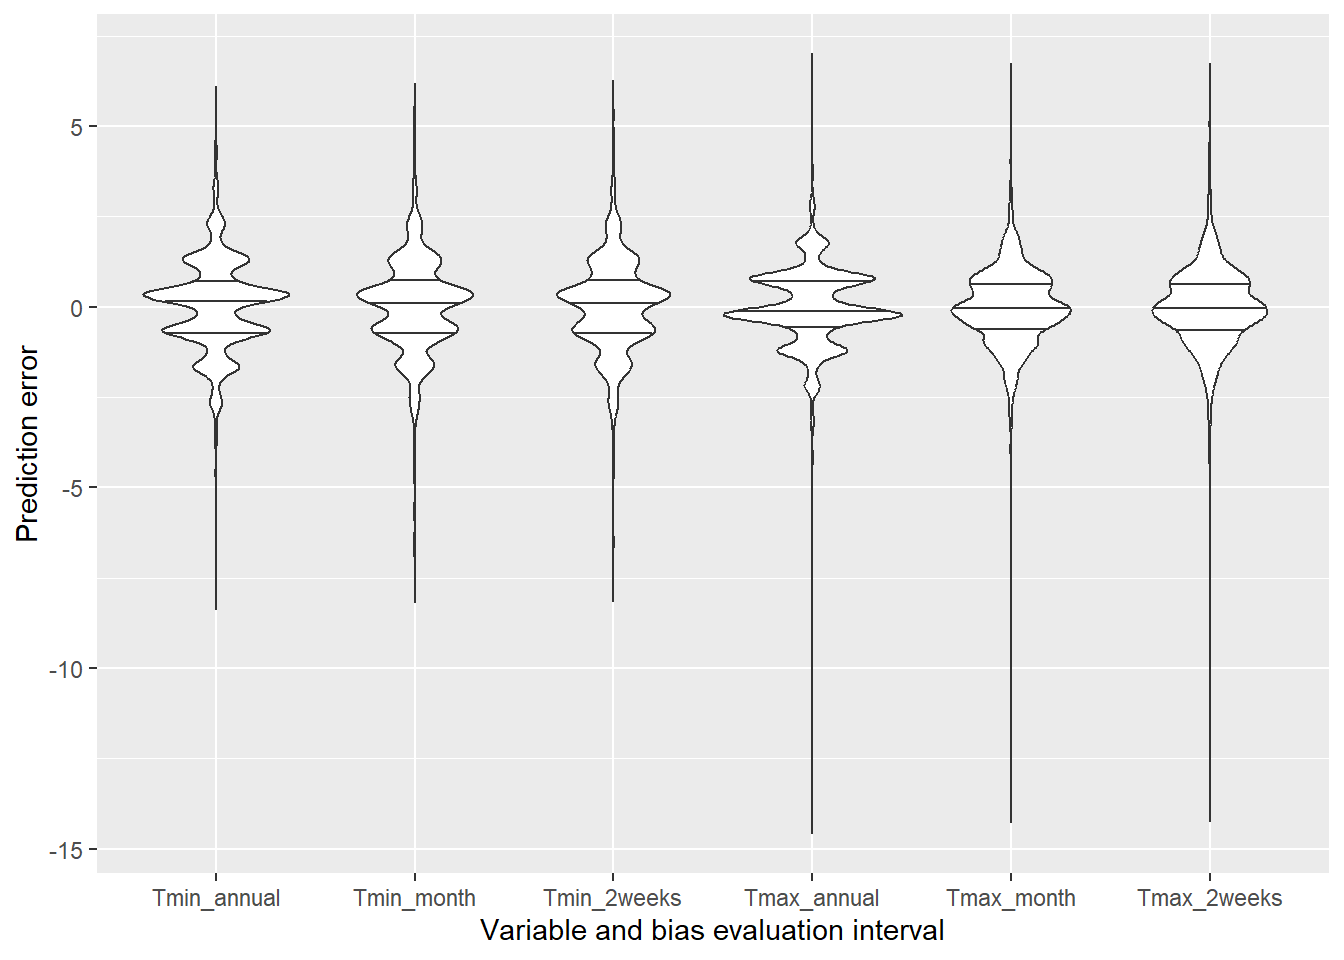 5
0
-5
-10
-15
Prediction error
Tmin_annual Tmin_month Tmin_2weeks Tmax_annual Tmax_month Tmax_2weeks
Variable and bias evaluation interval